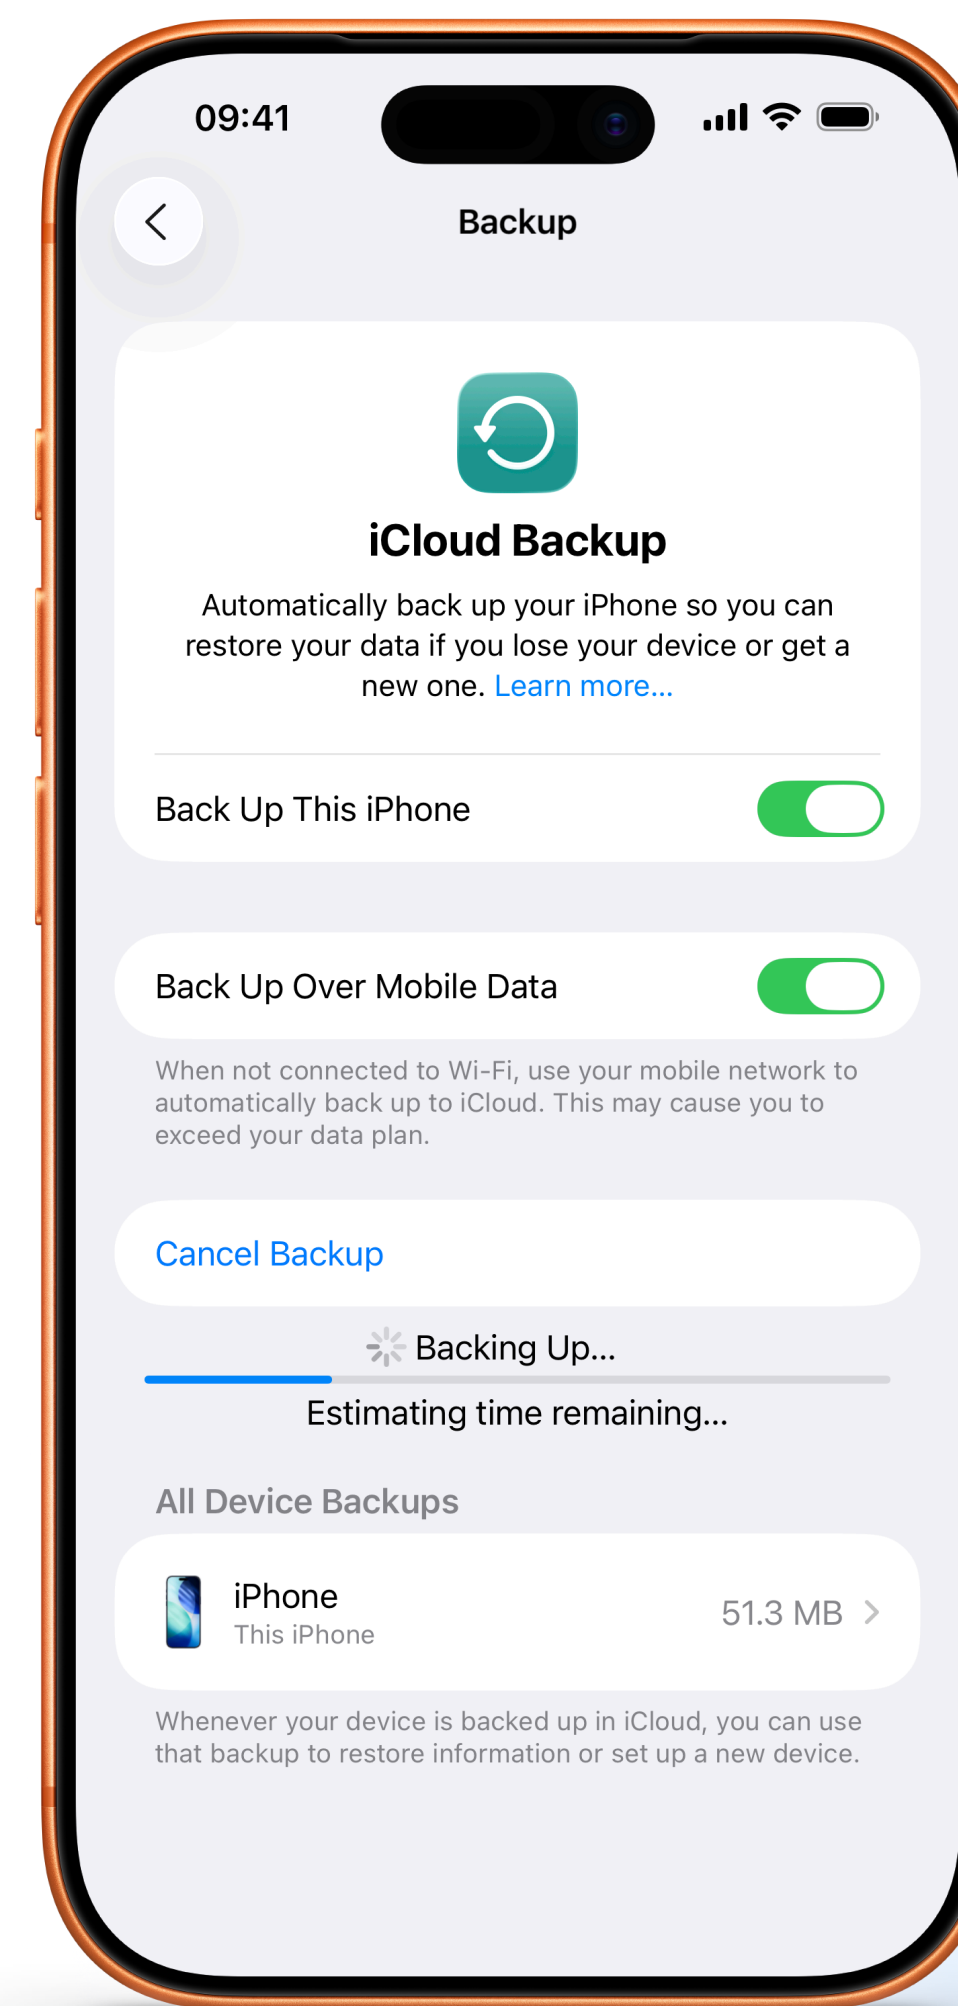 09:41
Backup
iCloud Backup
Automatically back up your iPhone so you can
restore your data if you lose your device or get a
new one. Learn more...
Back Up This iPhone
Back Up Over Mobile Data
When not connected to Wi-Fi, use your mobile network to
automatically back up to iCloud. This may cause you to
exceed your data plan.
Cancel Backup
Backing Up...
Estimating time remaining...
All Device Backups
iPhone
This iPhone
51.3 MB
Whenever your device is backed up in iCloud, you can use
that backup to restore information or set up a new device.